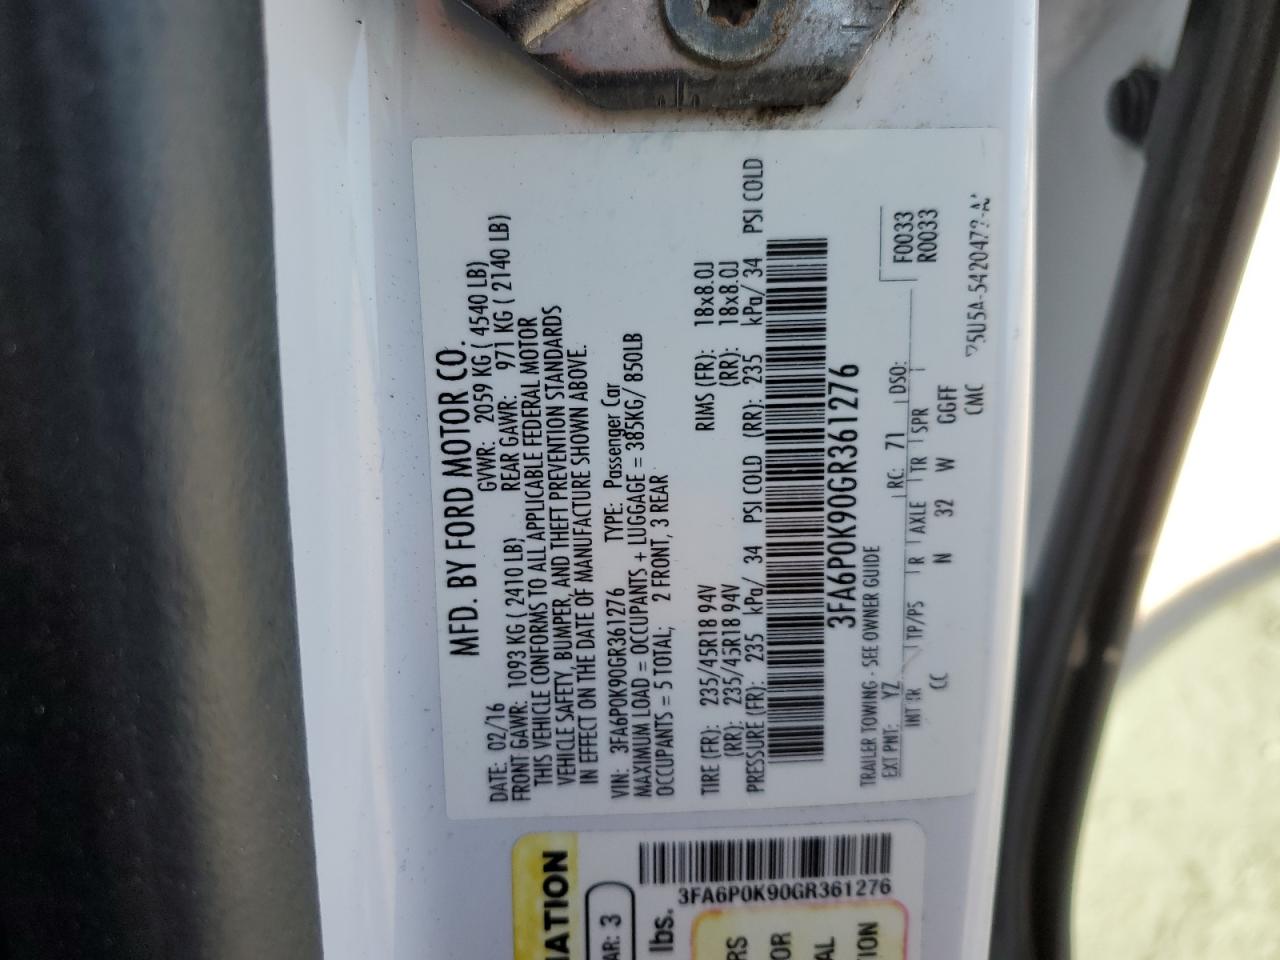 MFD. BY FORD MOTOR CO.
DATE: 02/16 GVWR: 2059 KG ( 4540 LB)
FRONT GAWR: 1093 KG ( 2410 LB) REAR GAWR: 971 KG ( 2140 LB)
THIS VEHICLE CONFORMS TO ALL APPLICABLE FEDERAL MOTOR
VEHICLE SAFETY, BUMPER, AND THEFT PREVENTION STANDARDS
IN EFFECT ON THE DATE OF MANUFACTURE SHOWN ABOVE.
VIN: 3FA6P0K90GR361276 TYPE: Passenger Car
MAXIMUM LOAD = OCCUPANTS + LUGGAGE = 385KG/ 850LB
OCCUPANTS = 5 TOTAL, 2 FRONT, 3 REAR
TIRE (FR): 235/45R18 94V RIMS (FR): 18x8.0J
(RR): 235/45R18 94V (RR): 18x8.0J
PRESSURE (FR): 235 kPa/ 34 PSI COLD (RR): 235 kPa/ 34 PSI COLD
3FA6P0K90GR361276
TRAILER TOWING - SEE OWNER GUIDE
EXT PNT: YZ RC: 71 DSO: F0033
INT TR TP/PS R AXLE TR SPR R0033
CC N 32 W GGFF
CMC
3FA6P0K90GR361276
AR: 3
lbs.